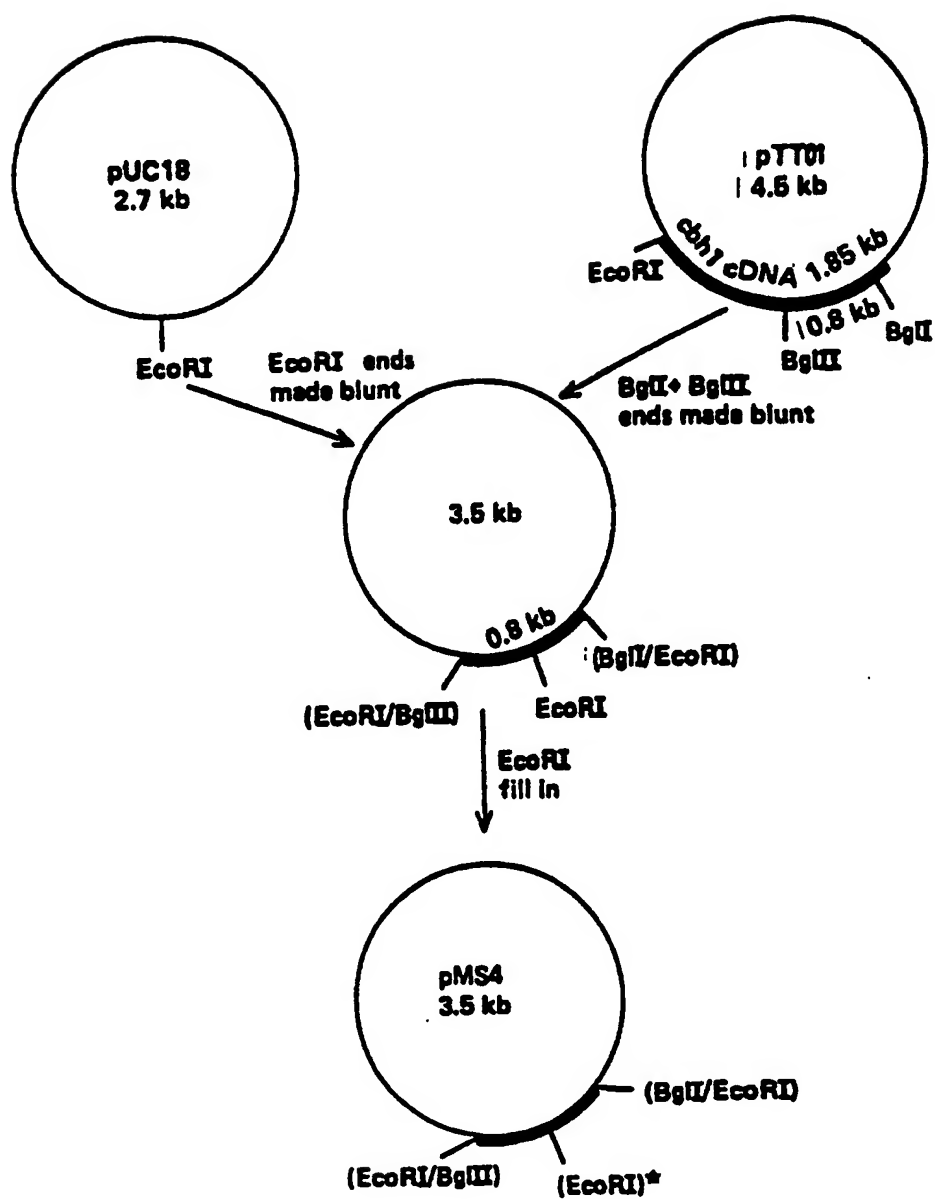 pUC18
2.7 kb
EcoRI
pTT01
4.5 kb
EcoRI
cbh1 cDNA 1.85 kb
0.8 kb
BglI
BglII
EcoRI ends
made blunt
BglI+ BglII
ends made blunt
3.5 kb
0.8 kb
(BglI/EcoRI)
EcoRI
(EcoRI/BglII)
EcoRI
fill in
pMS4
3.5 kb
(BglI/EcoRI)
(EcoRI)*
(EcoRI/BglII)